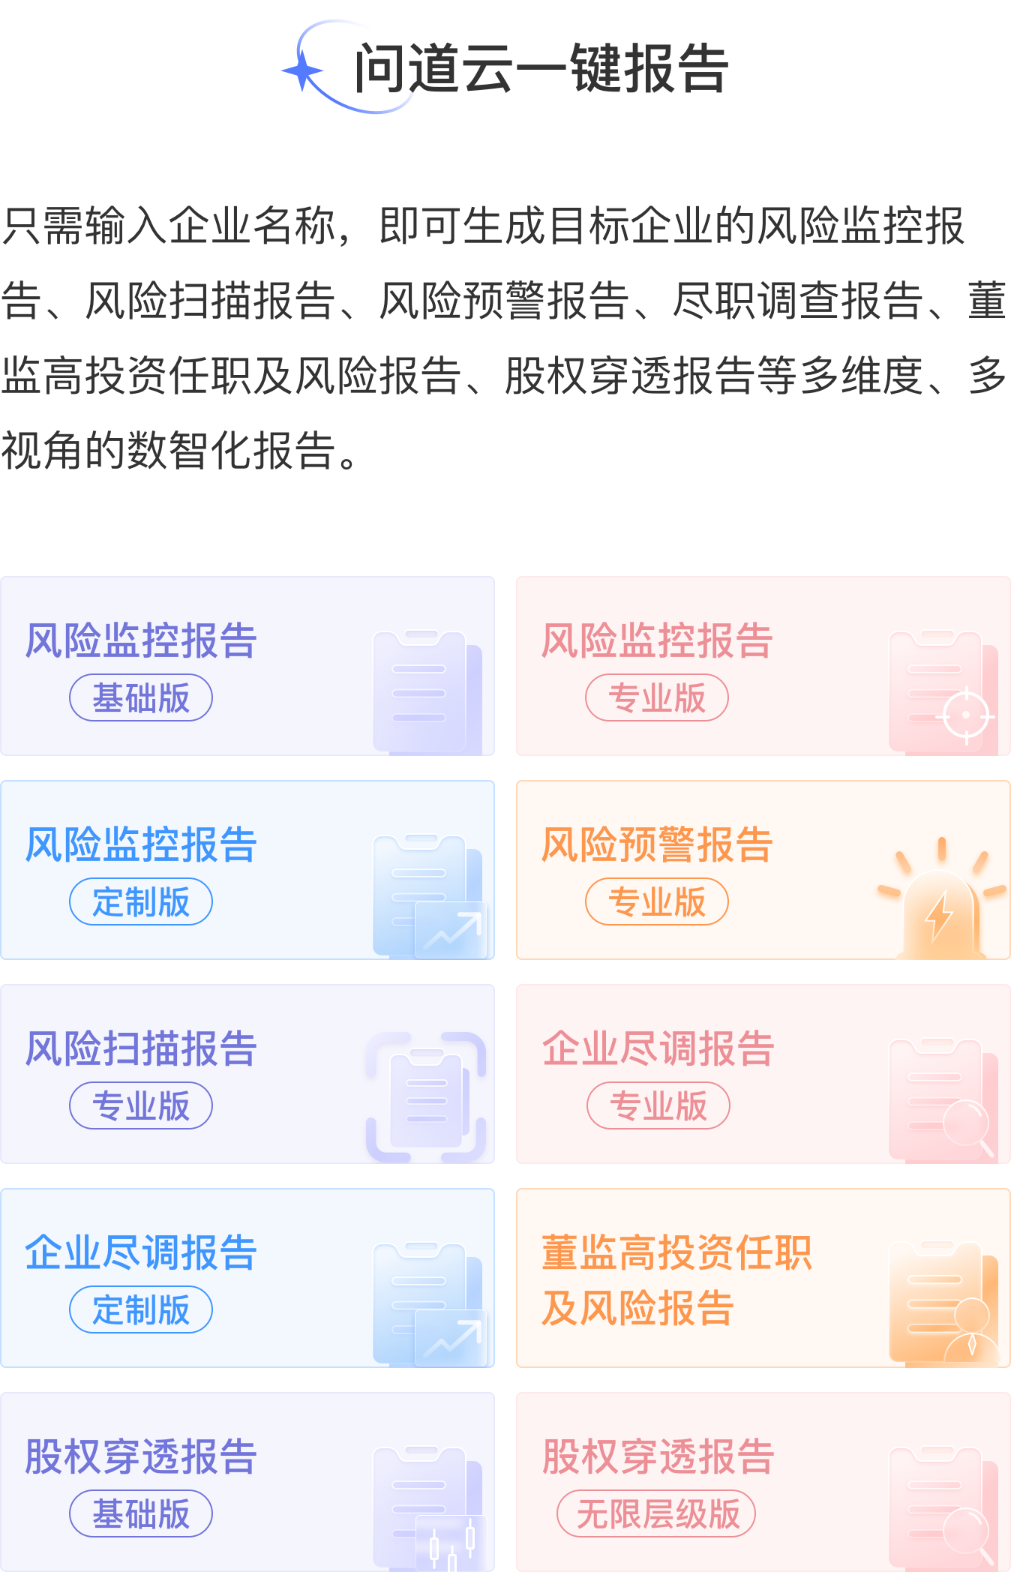 问道云一键报告
只需输入企业名称，即可生成目标企业的风险监控报
告、风险扫描报告、风险预警报告、尽职调查报告、董
监高投资任职及风险报告、股权穿透报告等多维度、多
视角的数智化报告。
风险监控报告
基础版
风险监控报告
专业版
风险监控报告
定制版
风险预警报告
专业版
风险扫描报告
专业版
企业尽调报告
专业版
企业尽调报告
定制版
董监高投资任职
及风险报告
股权穿透报告
基础版
股权穿透报告
无限层级版